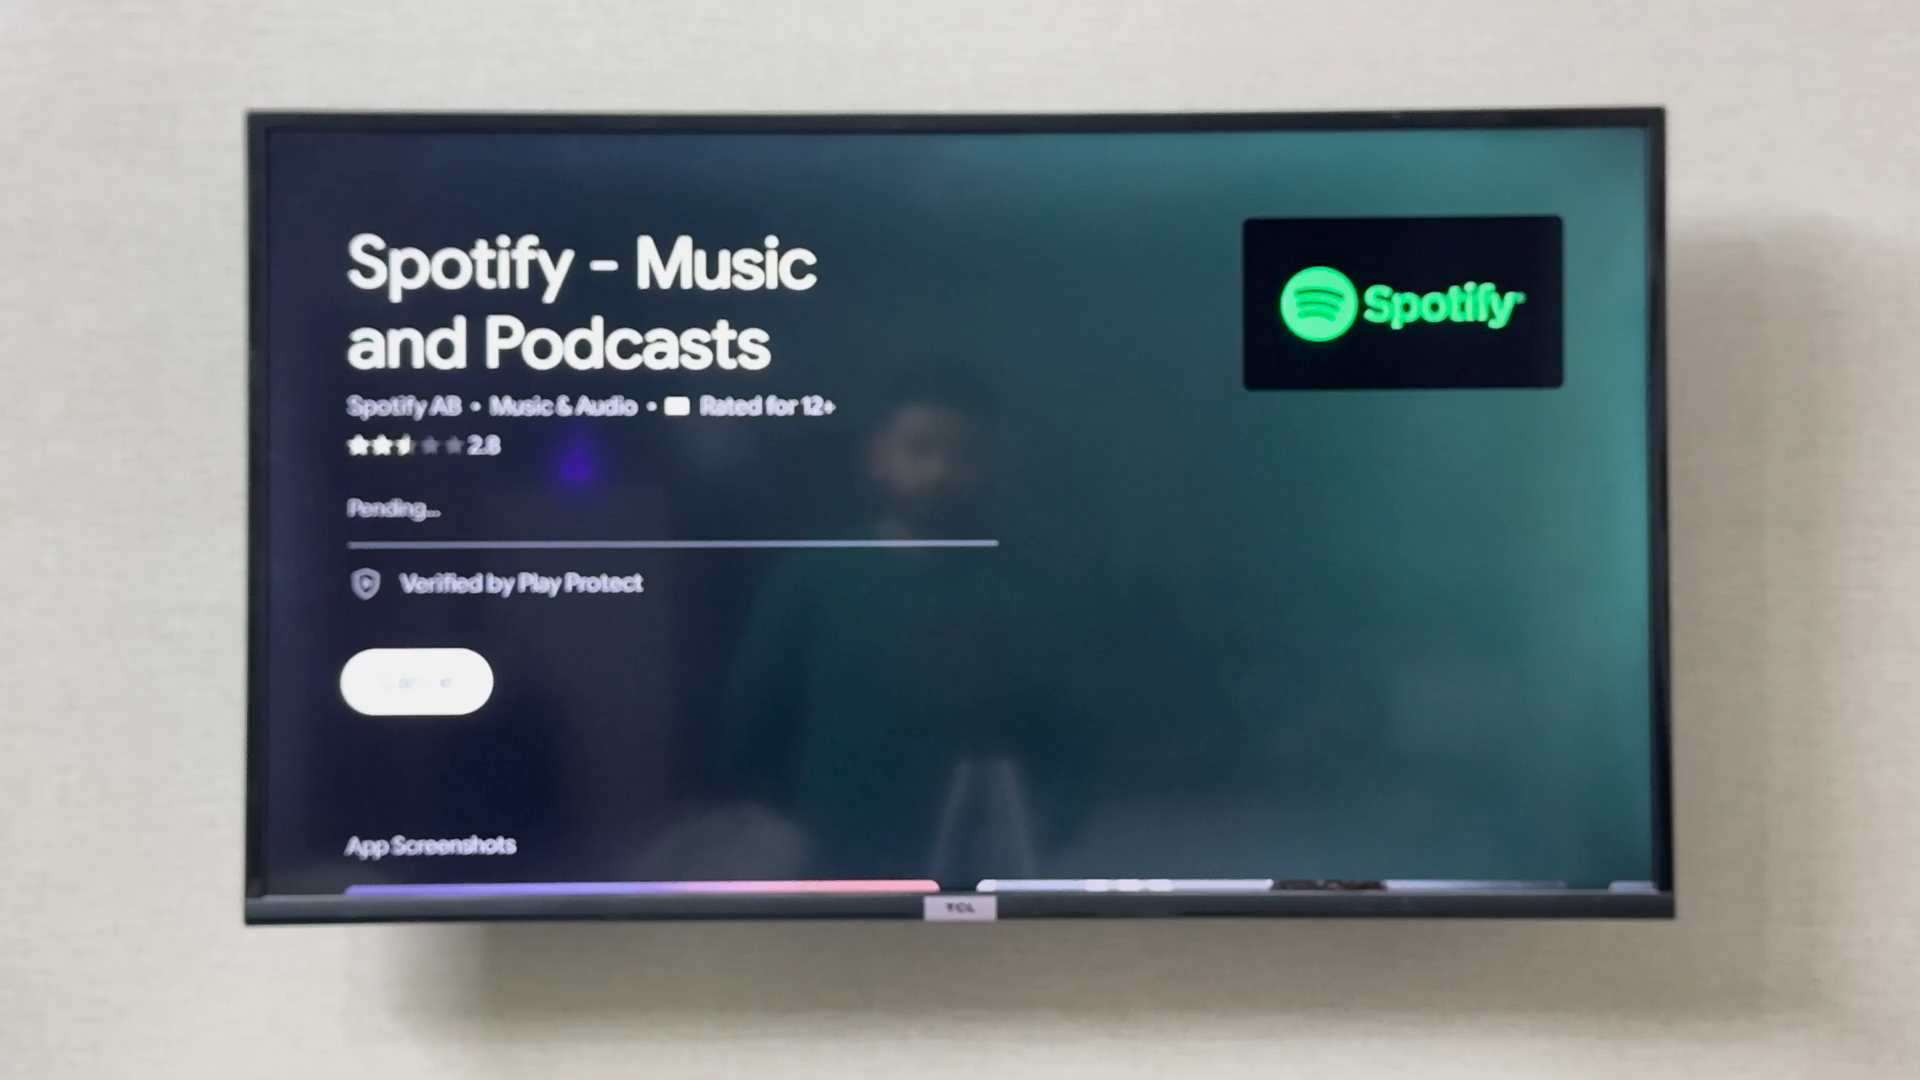 Spotify - Music
and Podcasts
Spotify®
Spotify AB • Music & Audio • Rated for 12+
2.8
Pending...
Verified by Play Protect
App Screenshots
TCL